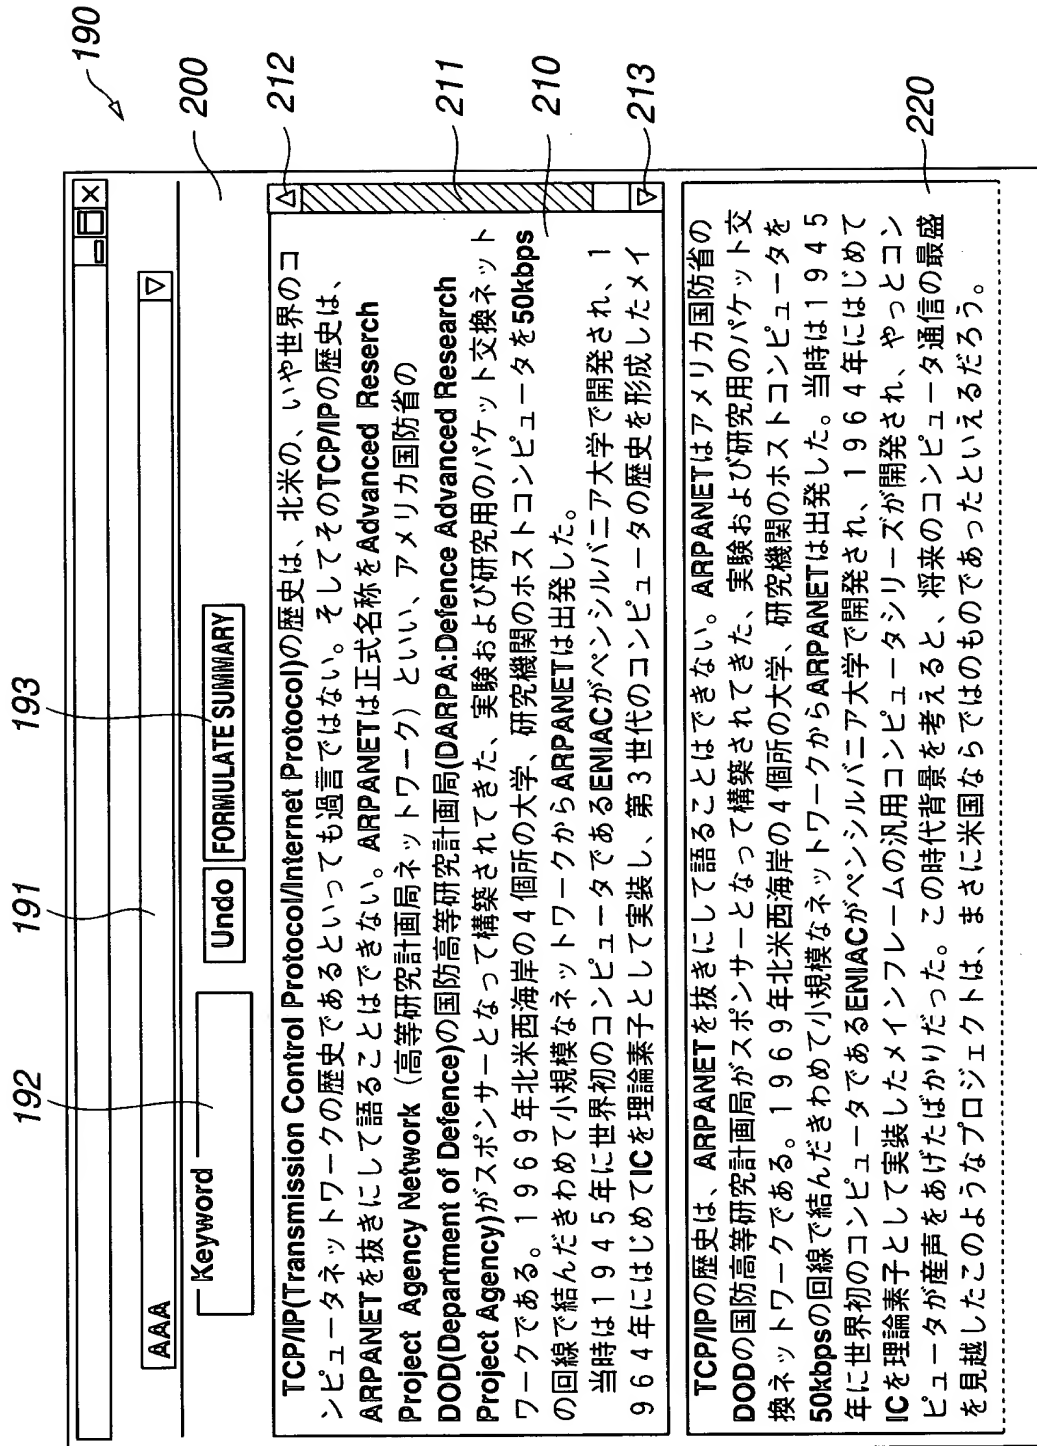 190
193
191
192
AAA
Keyword
Undo
FORMULATE SUMMARY
200
TCP/IP(Transmission Control Protocol/Internet Protocol)の歴史は、北米の、いや世界のコ
ンピュータネットワークの歴史であるといっても過言ではない。そしてそのTCP/IPの歴史は、
ARPANETを抜きにして語ることはできない。ARPANETは正式名称をAdvanced Reserch
Project Agency Network（高等研究計画局ネットワーク）といい、アメリカ国防省の
DOD(Department of Defence)の国防高等研究計画局(DARPA:Defence Advanced Research
Project Agency)がスポンサーとなって構築されてきた、実験および研究用のパケット交換ネット
ワークである。１９６９年北米西海岸の４個所の大学、研究機関のホストコンピュータを50kbps
の回線で結んだきわめて小規模なネットワークからARPANETは出発した。
当時は１９４５年に世界初のコンピュータであるENIACがペンシルバニア大学で開発され、１
９６４年にはじめてICを理論素子として実装し、第３世代のコンピュータの歴史を形成したメイ
212
211
210
213
TCP/IPの歴史は、ARPANETを抜きにして語ることはできない。ARPANETはアメリカ国防省の
DODの国防高等研究計画局がスポンサーとなって構築されてきた、実験および研究用のパケット交
換ネットワークである。１９６９年北米西海岸の４個所の大学、研究機関のホストコンピュータを
50kbpsの回線で結んだきわめて小規模なネットワークからARPANETは出発した。当時は１９４５
年に世界初のコンピュータであるENIACがペンシルバニア大学で開発され、１９６４年にはじめて
ICを理論素子として実装したメインフレームの汎用コンピュータシリーズが開発され、やっとコン
ピュータが産声をあげたばかりだった。この時代背景を考えると、将来のコンピュータ通信の最盛
を見越したこのようなプロジェクトは、まさに米国ならではのものであったといえるだろう。
220